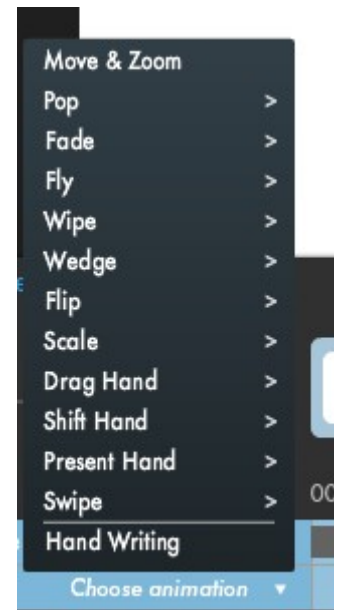 Move & Zoom
Pop >
Fade >
Fly >
Wipe >
Wedge >
Flip >
Scale >
Drag Hand >
Shift Hand >
Present Hand >
Swipe >
00
Hand Writing
Choose animation ▼